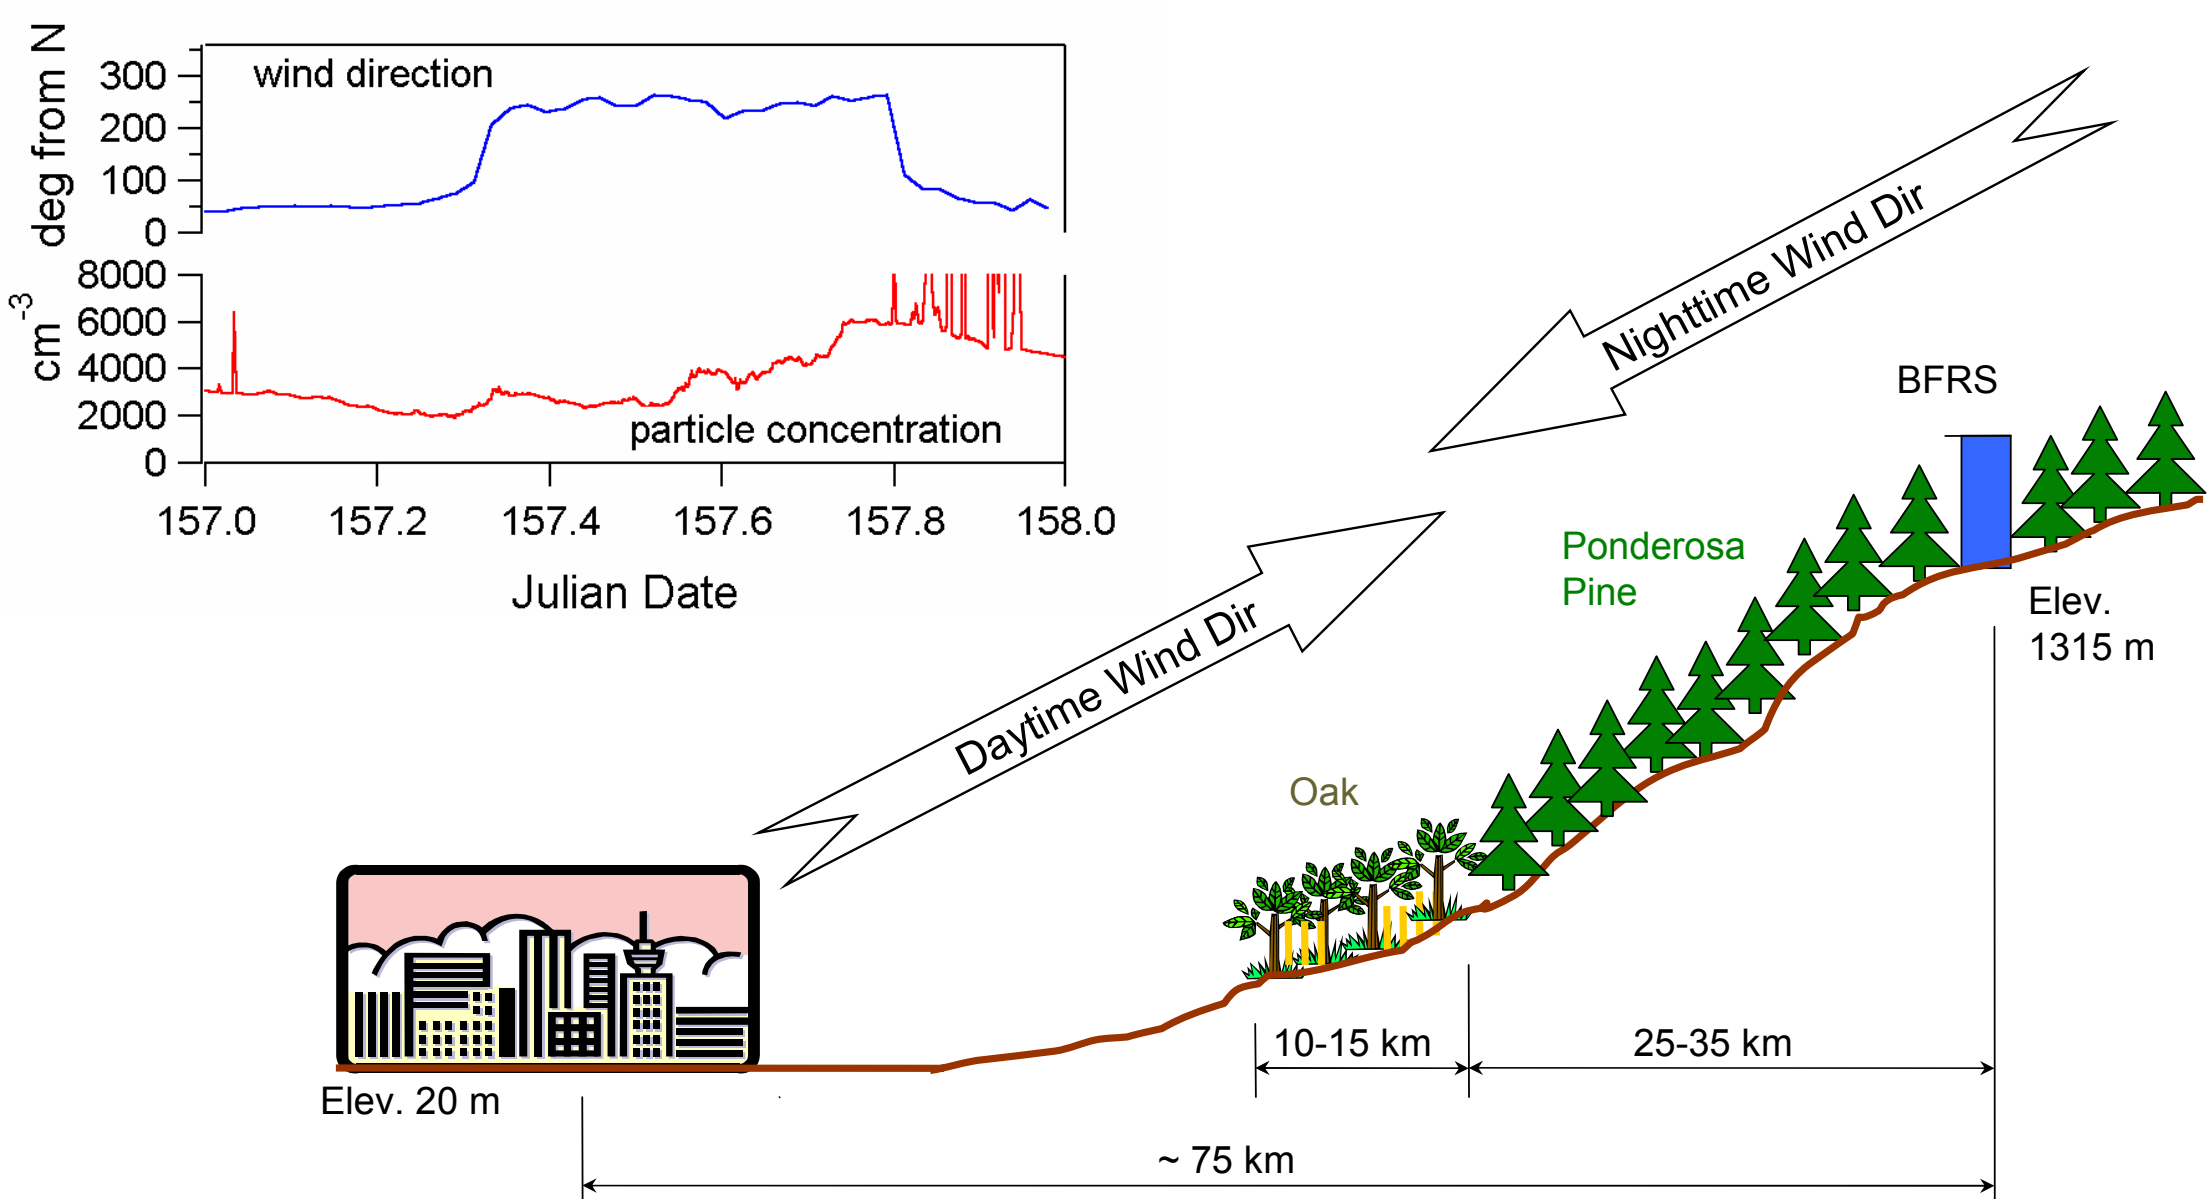 wind direction
deg from N
300
200
100
0
8000
6000
4000
2000
0
cm-3
particle concentration
157.0 157.2 157.4 157.6 157.8 158.0
Julian Date
Nighttime Wind Dir
Daytime Wind Dir
BFRS
Ponderosa
Pine
Elev.
1315 m
Oak
10-15 km
25-35 km
Elev. 20 m
~ 75 km